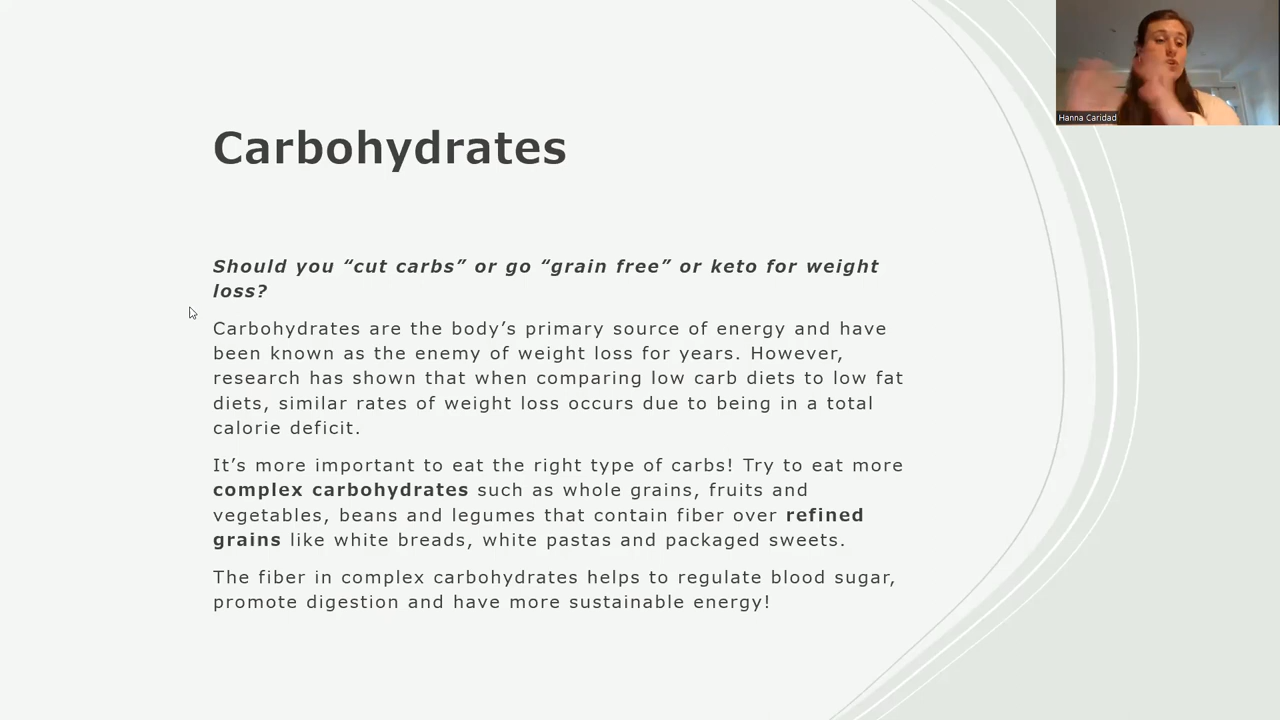 Hanna Caridad
Carbohydrates
Should you “cut carbs” or go “grain free” or keto for weight
loss?
Carbohydrates are the body’s primary source of energy and have
been known as the enemy of weight loss for years. However,
research has shown that when comparing low carb diets to low fat
diets, similar rates of weight loss occurs due to being in a total
calorie deficit.
It’s more important to eat the right type of carbs! Try to eat more
complex carbohydrates such as whole grains, fruits and
vegetables, beans and legumes that contain fiber over refined
grains like white breads, white pastas and packaged sweets.
The fiber in complex carbohydrates helps to regulate blood sugar,
promote digestion and have more sustainable energy!